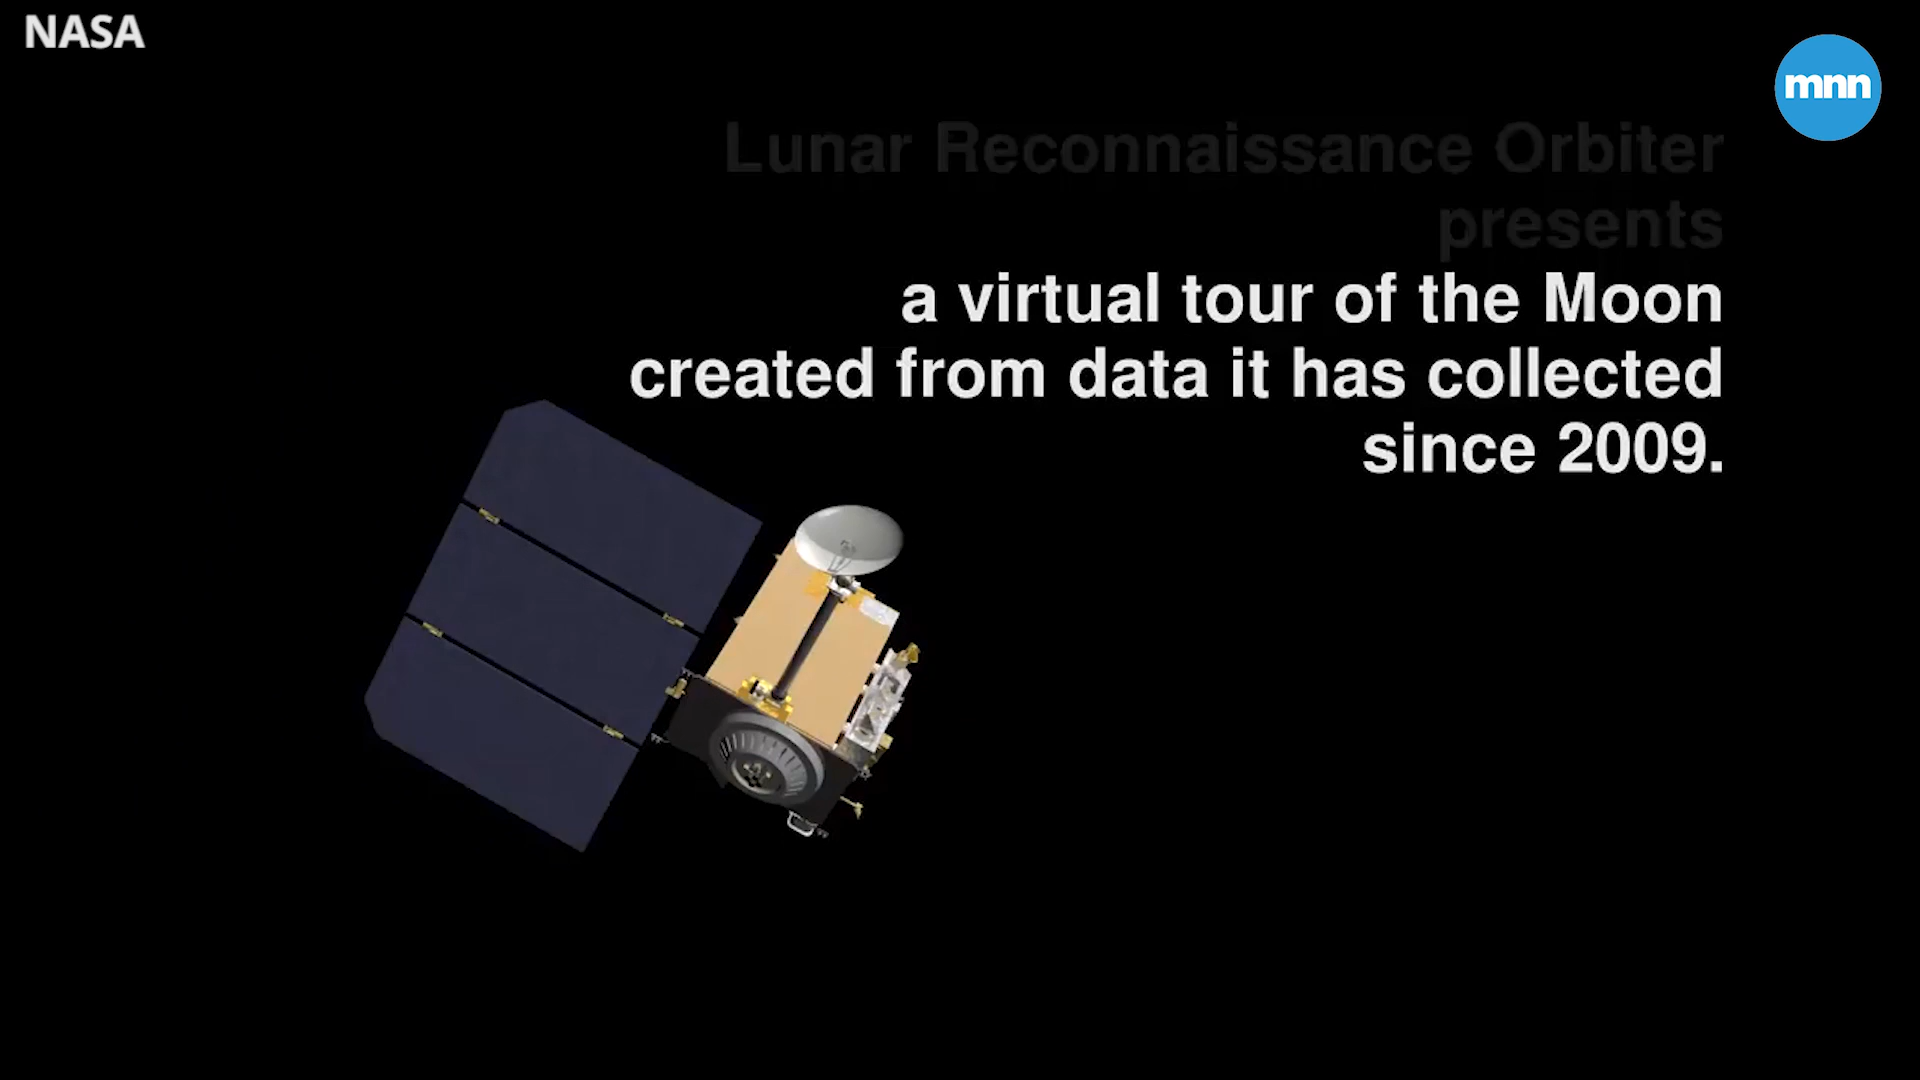 NASA
mnn
Lunar Reconnaissance Orbiter
presents
a virtual tour of the Moon
created from data it has collected
since 2009.